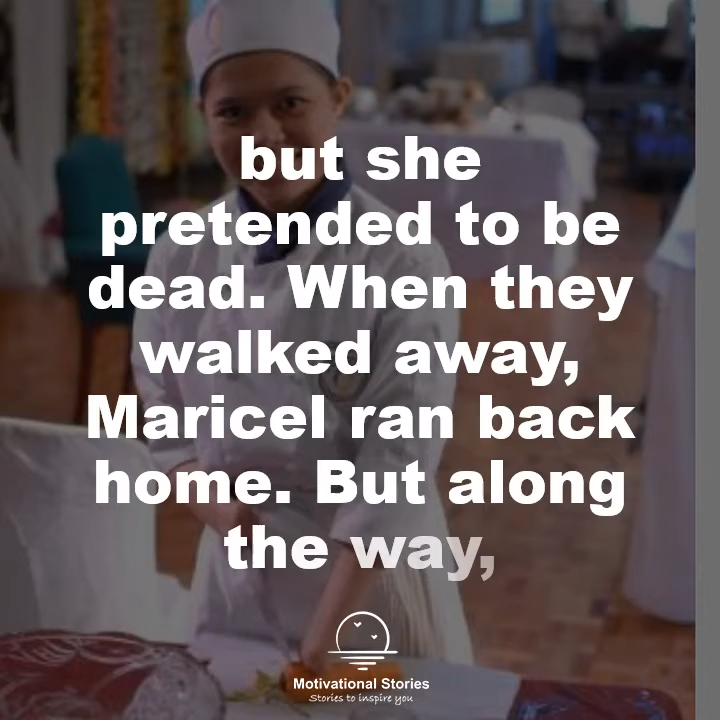 but she
pretended to be
dead. When they
walked away,
Maricel ran back
home. But along
the way,
Motivational Stories
Stories to inspire you